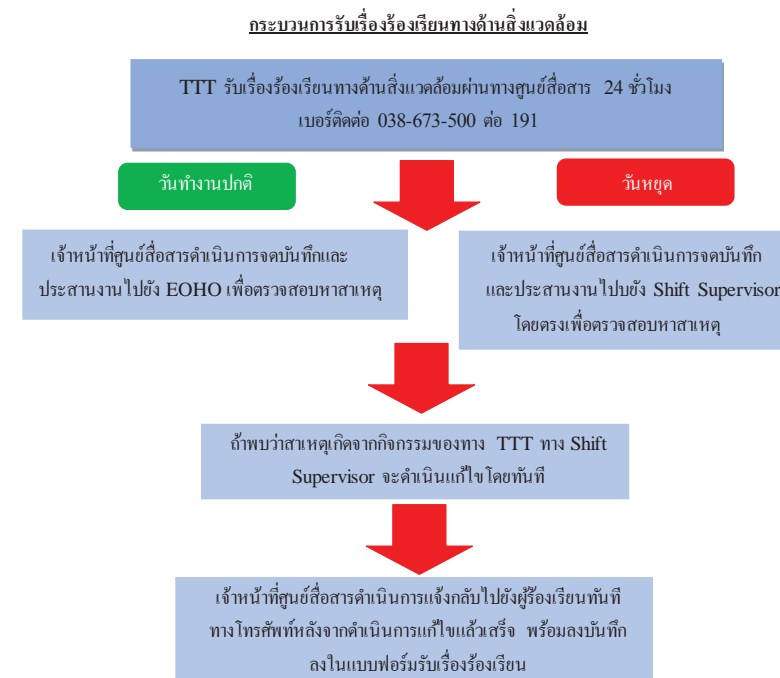 กระบวนการรับเรื่องร้องเรียนทางด้านสิ่งแวดล้อม
TTT รับเรื่องร้องเรียนทางด้านสิ่งแวดล้อมผ่านทางศูนย์สื่อสาร 24 ชั่วโมง
เบอร์ติดต่อ 038-673-500 ต่อ 191
วันทำงานปกติ
วันหยุด
เจ้าหน้าที่ศูนย์สื่อสารดำเนินการจดบันทึกและ
ประสานงานไปยัง EOHO เพื่อตรวจสอบหาสาเหตุ
เจ้าหน้าที่ศูนย์สื่อสารดำเนินการจดบันทึก
และประสานงานไปบยัง Shift Supervisor
โดยตรงเพื่อตรวจสอบหาสาเหตุ
ถ้าพบว่าสาเหตุเกิดจากกิจกรรมของทาง TTT ทาง Shift
Supervisor จะดำเนินแก้ไขโดยทันที
เจ้าหน้าที่ศูนย์สื่อสารดำเนินการแจ้งกลับไปยังผู้ร้องเรียนทันที
ทางโทรศัพท์หลังจากดำเนินการแก้ไขแล้วเสร็จ พร้อมลงบันทึก
ลงในแบบฟอร์มรับเรื่องร้องเรียน